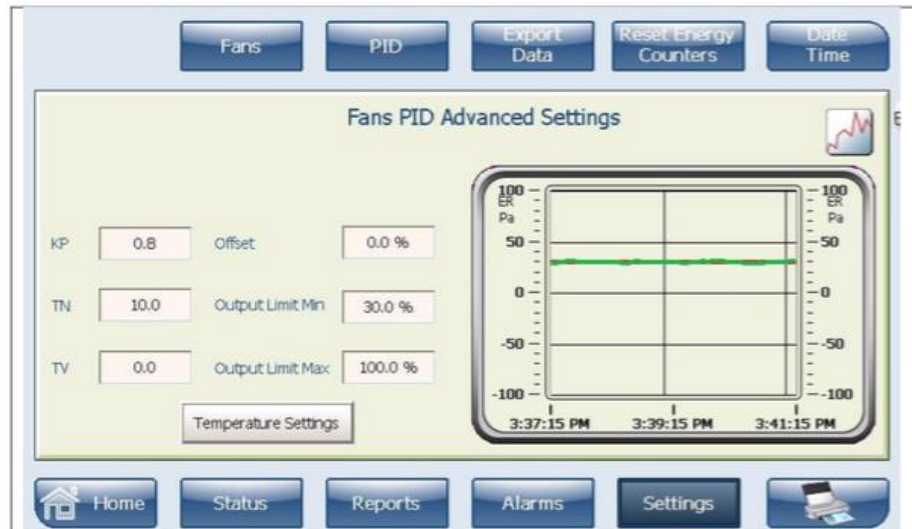 Fans
PID
Export
Data
Reset Energy
Counters
Date
Time
Fans PID Advanced Settings
E
100
ER
Pa
50
0
-50
-100
100
ER
Pa
50
0
-50
-100
KP
0.8
Offset
0.0 %
TN
10.0
Output Limit Min
30.0 %
TV
0.0
Output Limit Max
100.0 %
Temperature Settings
3:37:15 PM
3:39:15 PM
3:41:15 PM
Home
Status
Reports
Alarms
Settings